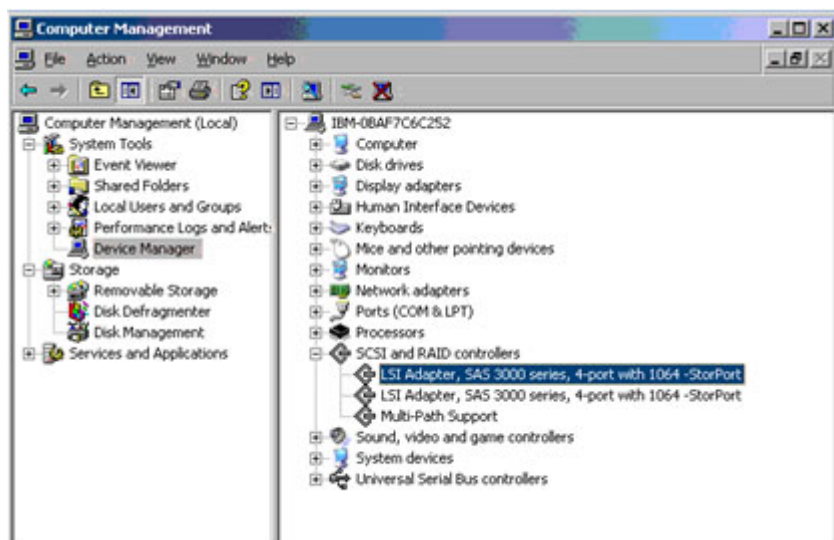 Computer Management
File Action View Window Help
Computer Management (Local)
System Tools
Event Viewer
Shared Folders
Local Users and Groups
Performance Logs and Alert
Device Manager
Storage
Removable Storage
Disk Defragmenter
Disk Management
Services and Applications
IBM-0BAF7C6C252
Computer
Disk drives
Display adapters
Human Interface Devices
Keyboards
Mice and other pointing devices
Monitors
Network adapters
Ports (COM & LPT)
Processors
SCSI and RAID controllers
LSI Adapter, SAS 3000 series, 4-port with 1064 -StorPort
LSI Adapter, SAS 3000 series, 4-port with 1064 -StorPort
Multi-Path Support
Sound, video and game controllers
System devices
Universal Serial Bus controllers